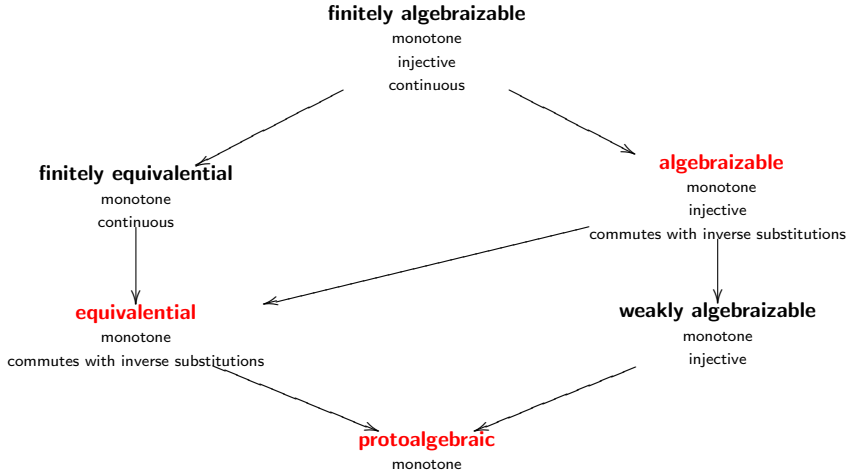 finitely algebraizable
monotone
injective
continuous
finitely equivalential
monotone
continuous
algebraizable
monotone
injective
commutes with inverse substitutions
equivalential
monotone
commutes with inverse substitutions
weakly algebraizable
monotone
injective
protoalgebraic
monotone